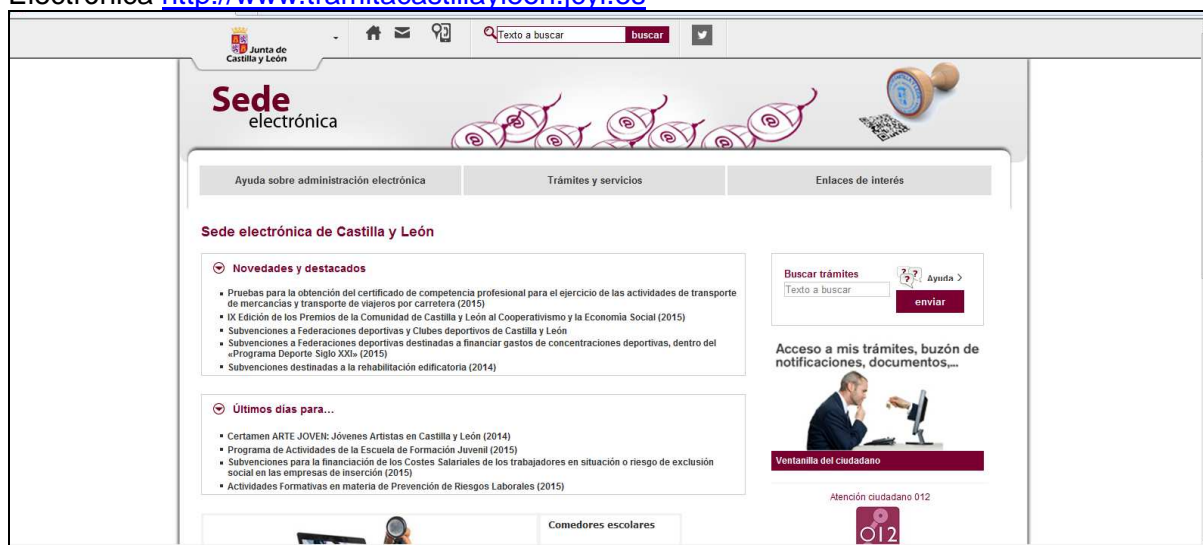 Electrónica http://www.tramitacastillayleon.jcyl.es
Junta de
Castilla y León
Texto a buscar
buscar
Sede
electrónica
Ayuda sobre administración electrónica
Trámites y servicios
Enlaces de interés
Sede electrónica de Castilla y León
Novedades y destacados
Pruebas para la obtención del certificado de competencia profesional para el ejercicio de las actividades de transporte
de mercancías y transporte de viajeros por carretera (2015)
IX Edición de los Premios de la Comunidad de Castilla y León al Cooperativismo y la Economía Social (2015)
Subvenciones a Federaciones deportivas y Clubes deportivos de Castilla y León
Subvenciones a Federaciones deportivas destinadas a financiar gastos de concentraciones deportivas, dentro del
«Programa Deporte Siglo XXI» (2015)
Subvenciones destinadas a la rehabilitación edificatoria (2014)
Últimos días para...
Certamen ARTE JOVEN: Jóvenes Artistas en Castilla y León (2014)
Programa de Actividades de la Escuela de Formación Juvenil (2015)
Subvenciones para la financiación de los Costes Salariales de los trabajadores en situación o riesgo de exclusión
social en las empresas de inserción (2015)
Actividades Formativas en materia de Prevención de Riesgos Laborales (2015)
Comedores escolares
Buscar trámites
Ayuda >
Texto a buscar
enviar
Acceso a mis trámites, buzón de
notificaciones, documentos,...
Ventanilla del ciudadano
Atención ciudadano 012
012